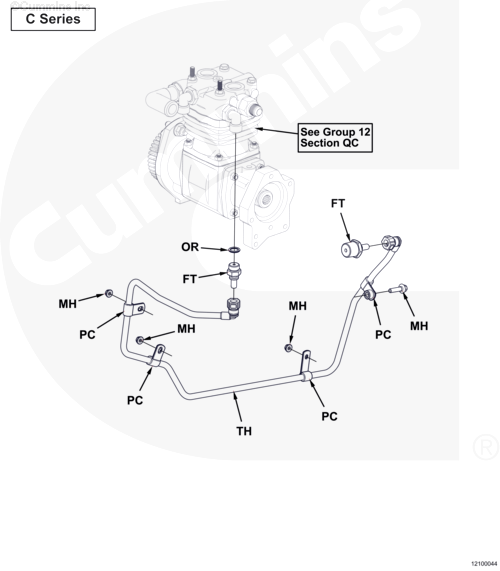 ©Cummins Inc
C Series
See Group 12
Section QC
FT
OR
FT
MH
MH
PC
MH
PC
MH
PC
PC
TH
Cummins
®
12100044